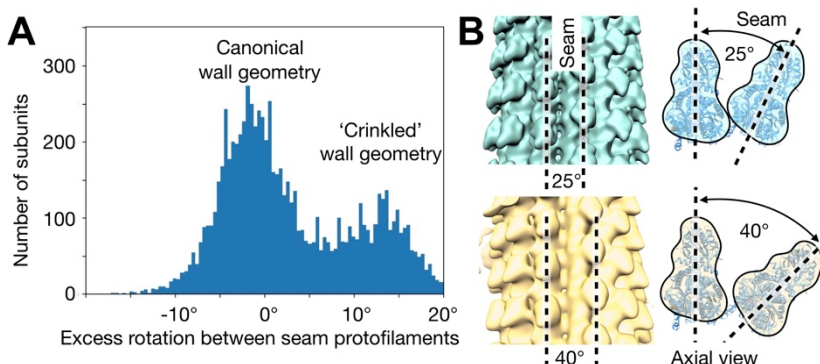 A
Canonical
wall geometry
'Crinkled'
wall geometry
Number of subunits
300
200
100
0
-10°
0°
10°
20°
Excess rotation between seam protofilaments
B
Seam
25°
Seam
25°
40°
40°
Axial view